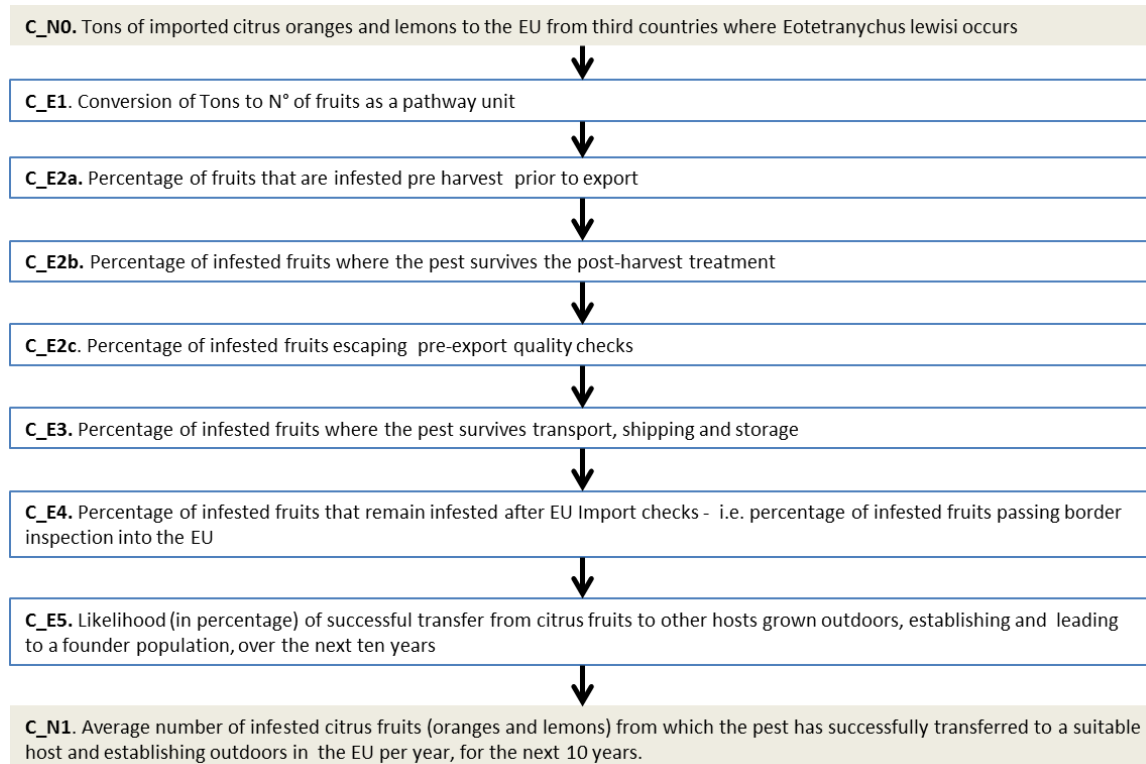 C_N0. Tons of imported citrus oranges and lemons to the EU from third countries where Eotetranychus lewisi occurs
C_E1. Conversion of Tons to N° of fruits as a pathway unit
C_E2a. Percentage of fruits that are infested pre harvest prior to export
C_E2b. Percentage of infested fruits where the pest survives the post-harvest treatment
C_E2c. Percentage of infested fruits escaping pre-export quality checks
C_E3. Percentage of infested fruits where the pest survives transport, shipping and storage
C_E4. Percentage of infested fruits that remain infested after EU Import checks - i.e. percentage of infested fruits passing border
inspection into the EU
C_E5. Likelihood (in percentage) of successful transfer from citrus fruits to other hosts grown outdoors, establishing and leading
to a founder population, over the next ten years
C_N1. Average number of infested citrus fruits (oranges and lemons) from which the pest has successfully transferred to a suitable
host and establishing outdoors in the EU per year, for the next 10 years.